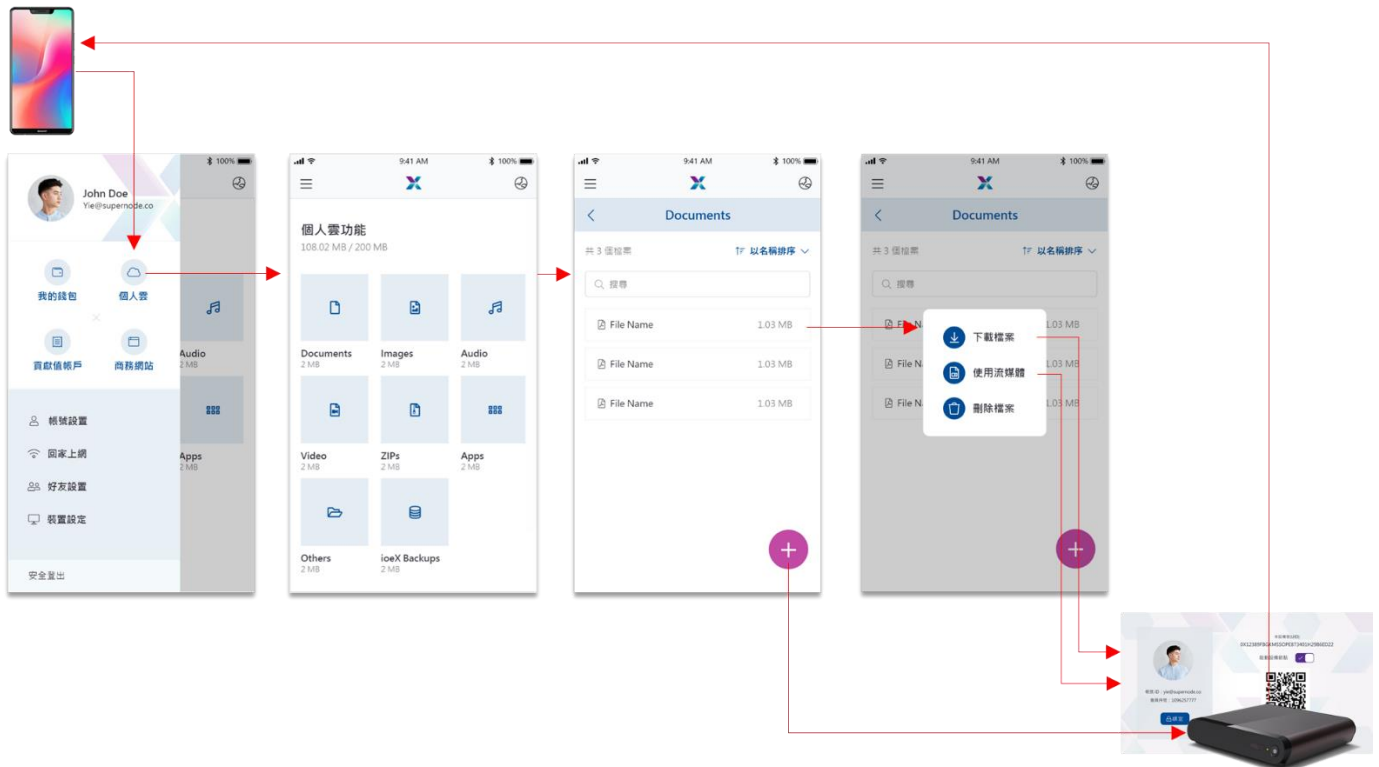 100%
John Doe
Yie@supernode.co
我的錢包
個人雲
貢獻值帳戶
商務網站
Audio
2 MB
帳號設置
回家上網
好友設置
裝置設定
Apps
2 MB
安全登出
9:41 AM
100%
個人雲功能
108.02 MB / 200 MB
Documents
2 MB
Images
2 MB
Audio
2 MB
Video
2 MB
ZIPs
2 MB
Apps
2 MB
Others
2 MB
ioeX Backups
2 MB
9:41 AM
100%
Documents
共 3 個檔案
以名稱排序
搜尋
File Name
1.03 MB
File Name
1.03 MB
File Name
1.03 MB
9:41 AM
100%
Documents
共 3 個檔案
以名稱排序
搜尋
File N
1.03 MB
File N
1.03 MB
File N
1.03 MB
下載檔案
使用流媒體
刪除檔案
yie@supernode.co